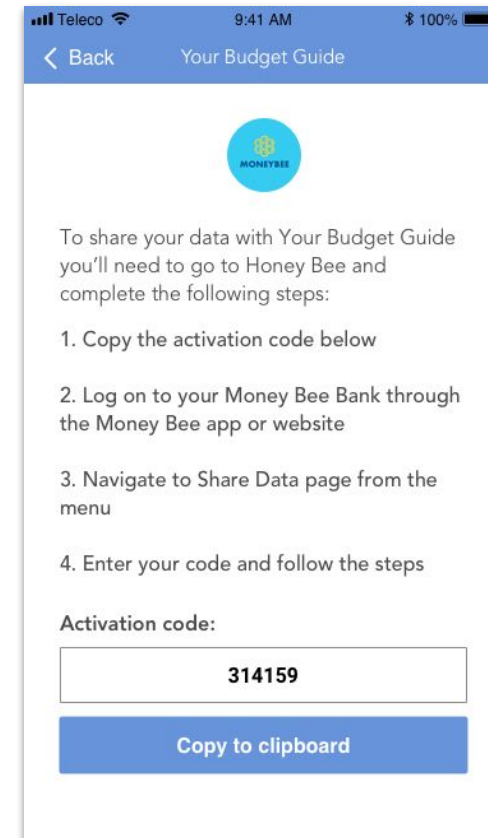 Teleco 9:41 AM 100%
Back Your Budget Guide
MONEYBEE
To share your data with Your Budget Guide
you'll need to go to Honey Bee and
complete the following steps:
1. Copy the activation code below
2. Log on to your Money Bee Bank through
the Money Bee app or website
3. Navigate to Share Data page from the
menu
4. Enter your code and follow the steps
Activation code:
314159
Copy to clipboard